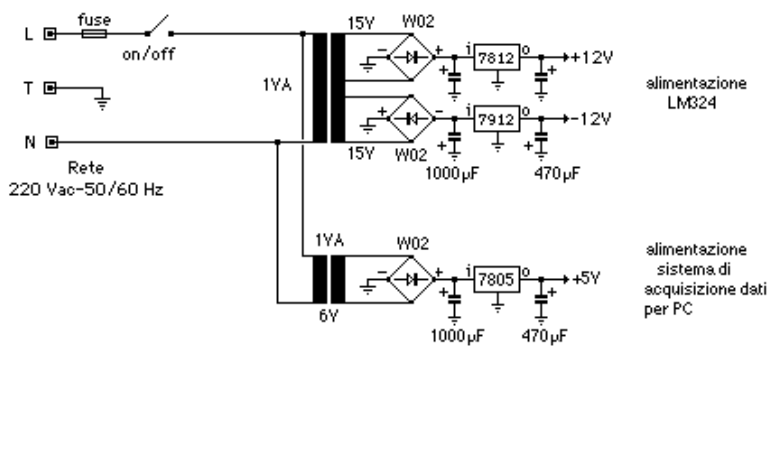 fuse
L
on/off
T
N
Rete
220 Vac-50/60 Hz
1VA
15V
W02
- +
i 7812 o
+12V
+ +
alimentazione
LM324
+ -
i 7912 o
-12V
+ +
15V
W02
1000µF
470µF
1VA
W02
- +
i 7805 o
+5V
+ +
6V
1000µF
470µF
alimentazione
sistema di
acquisizione dati
per PC